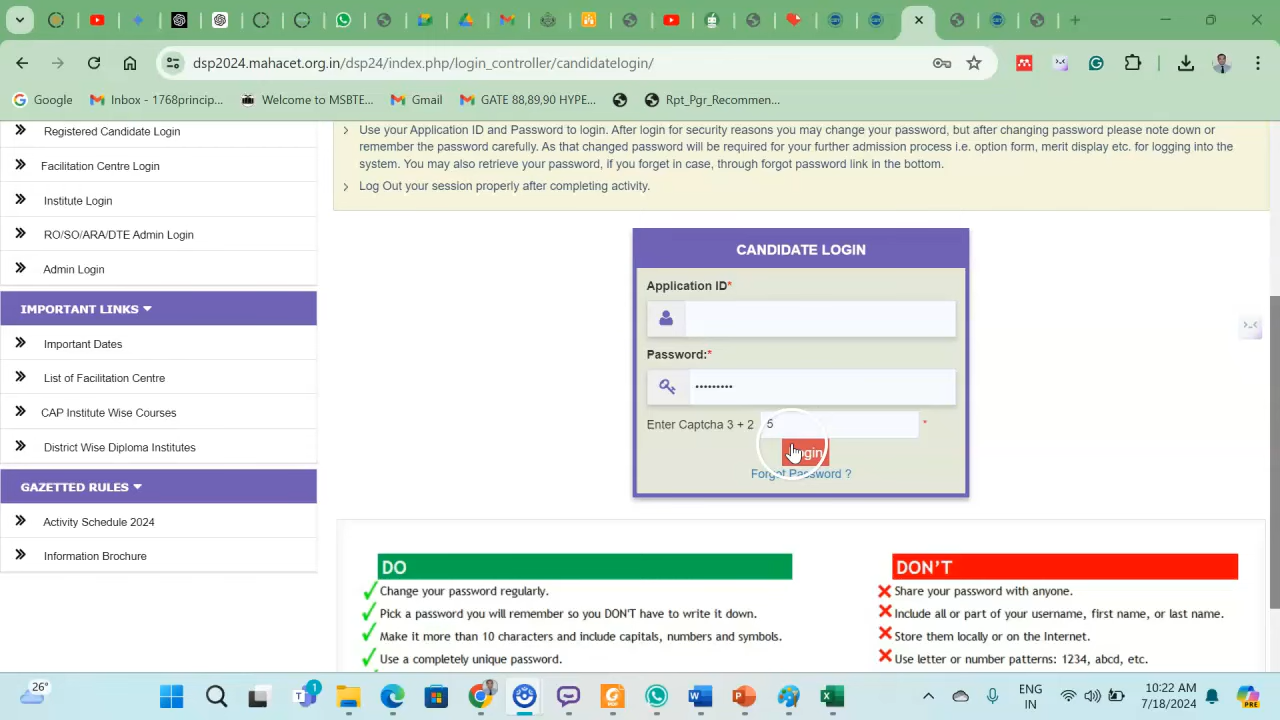 dsp2024.mahacet.org.in/dsp24/index.php/login_controller/candidatelogin/
Google
Inbox - 1768princip...
Welcome to MSBTE...
Gmail
GATE 88,89,90 HYPE...
Rpt_Pgr_Recommen...
Registered Candidate Login
Facilitation Centre Login
Institute Login
RO/SO/ARA/DTE Admin Login
Admin Login
IMPORTANT LINKS
Important Dates
List of Facilitation Centre
CAP Institute Wise Courses
District Wise Diploma Institutes
GAZETTED RULES
Activity Schedule 2024
Information Brochure
Use your Application ID and Password to login. After login for security reasons you may change your password, but after changing password please note down or
remember the password carefully. As that changed password will be required for your further admission process i.e. option form, merit display etc. for logging into the
system. You may also retrieve your password, if you forget in case, through forgot password link in the bottom.
Log Out your session properly after completing activity.
CANDIDATE LOGIN
Application ID*
Password:*
•••••••••
Enter Captcha 3 + 2 5 *
Login
Forgot Password ?
DO
Change your password regularly.
Pick a password you will remember so you DON'T have to write it down.
Make it more than 10 characters and include capitals, numbers and symbols.
Use a completely unique password.
DON'T
Share your password with anyone.
Include all or part of your username, first name, or last name.
Store them locally or on the Internet.
Use letter or number patterns: 1234, abcd, etc.
26°
1
ENG
IN
10:22 AM
7/18/2024
PRE